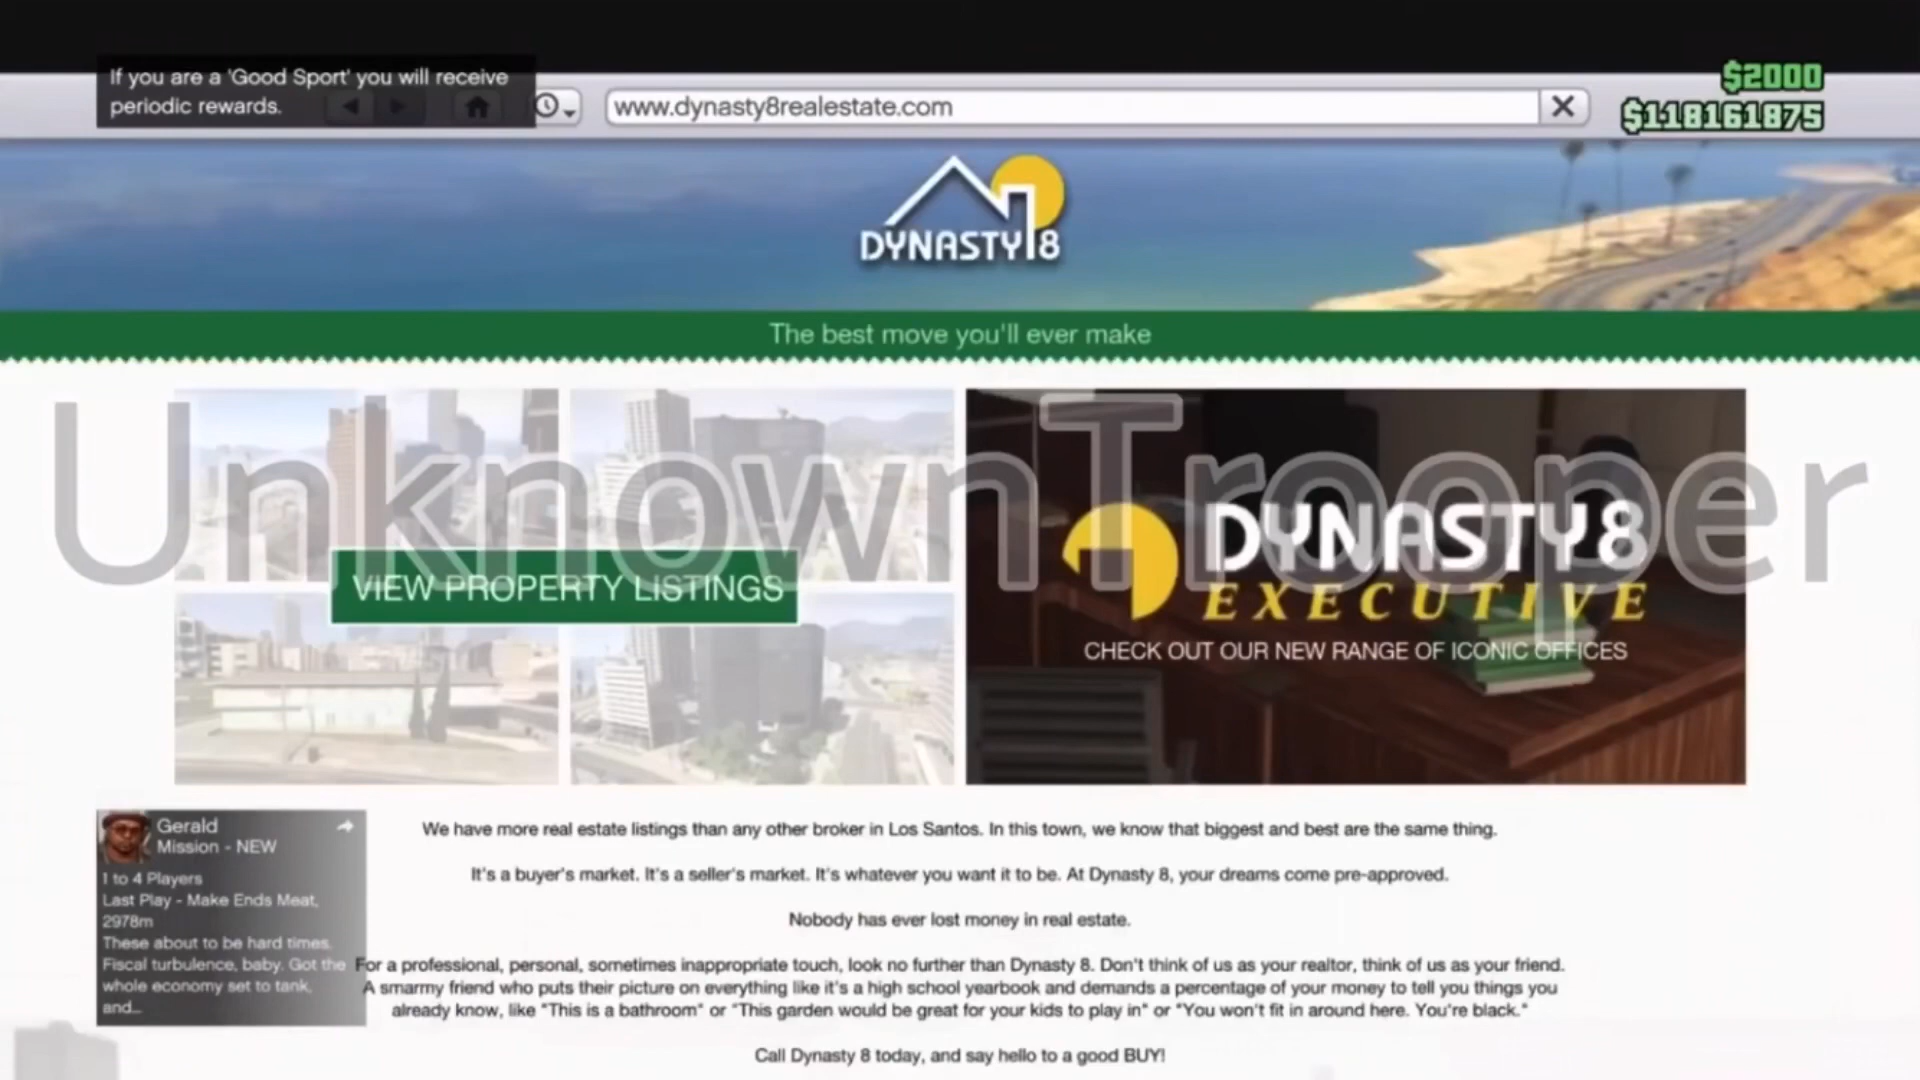 If you are a 'Good Sport' you will receive
periodic rewards.
www.dynasty8realestate.com
$2000
$118161875
DYNASTY 8
The best move you'll ever make
UnknownTrooper
VIEW PROPERTY LISTINGS
DYNASTY 8
EXECUTIVE
CHECK OUT OUR NEW RANGE OF ICONIC OFFICES
Gerald
Mission - NEW
1 to 4 Players
Last Play - Make Ends Meat,
2978m
These about to be hard times.
Fiscal turbulence, baby. Got the
whole economy set to tank,
and...
We have more real estate listings than any other broker in Los Santos. In this town, we know that biggest and best are the same thing.
It's a buyer's market. It's a seller's market. It's whatever you want it to be. At Dynasty 8, your dreams come pre-approved.
Nobody has ever lost money in real estate.
For a professional, personal, sometimes inappropriate touch, look no further than Dynasty 8. Don't think of us as your realtor, think of us as your friend.
A smarmy friend who puts their picture on everything like it's a high school yearbook and demands a percentage of your money to tell you things you
already know, like "This is a bathroom" or "This garden would be great for your kids to play in" or "You won't fit in around here. You're black."
Call Dynasty 8 today, and say hello to a good BUY!